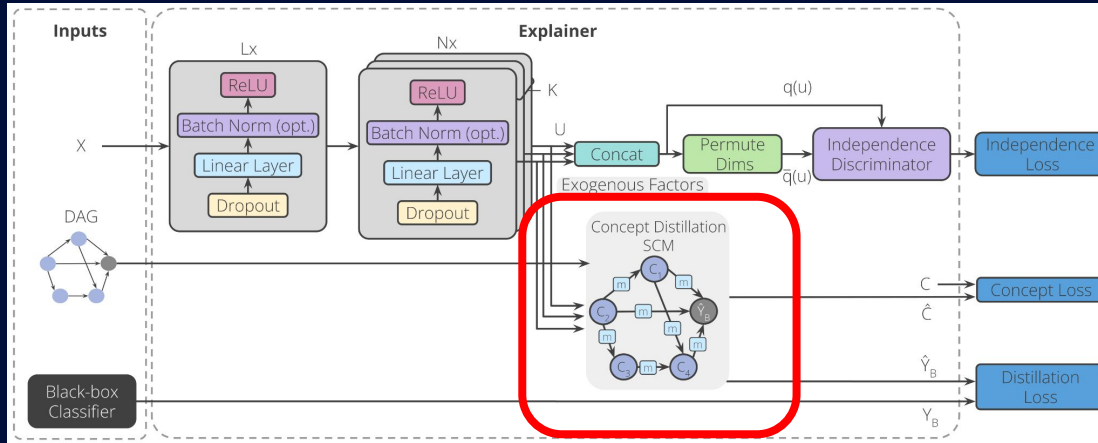 Inputs
Explainer
Lx
Nx
K
ReLU
Batch Norm (opt.)
Linear Layer
Dropout
ReLU
Batch Norm (opt.)
Linear Layer
Dropout
X
U
q(u)
Concat
Permute
Dims
q̅(u)
Independence
Discriminator
Independence
Loss
Exogenous Factors
DAG
Concept Distillation
SCM
C₁
m
m
C₂
m
Ŷ_B
m
m
C₃
m
C₄
C
Ĉ
Concept Loss
Black-box
Classifier
Ŷ_B
Y_B
Distillation
Loss